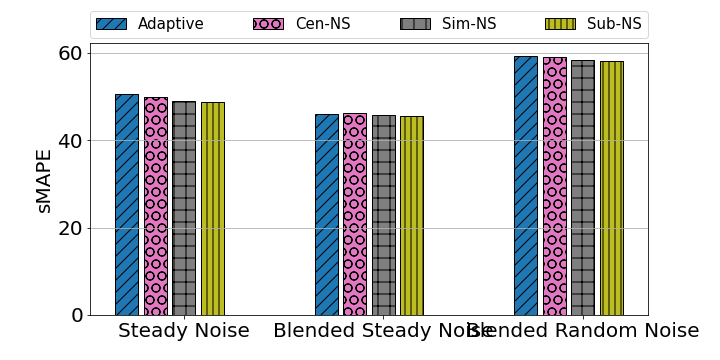 Adaptive Cen-NS Sim-NS Sub-NS
60
40
20
0
sMAPE
Steady Noise Blended Steady Noise Blended Random Noise